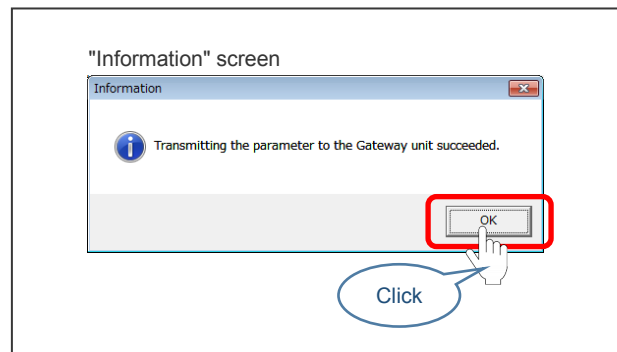 "Information" screen
Information
Transmitting the parameter to the Gateway unit succeeded.
OK
Click